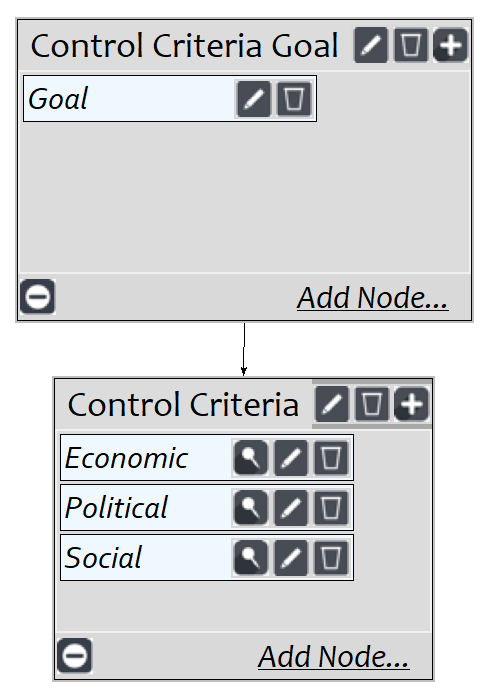 Control Criteria Goal
Goal
Add Node...
Control Criteria
Economic
Political
Social
Add Node...